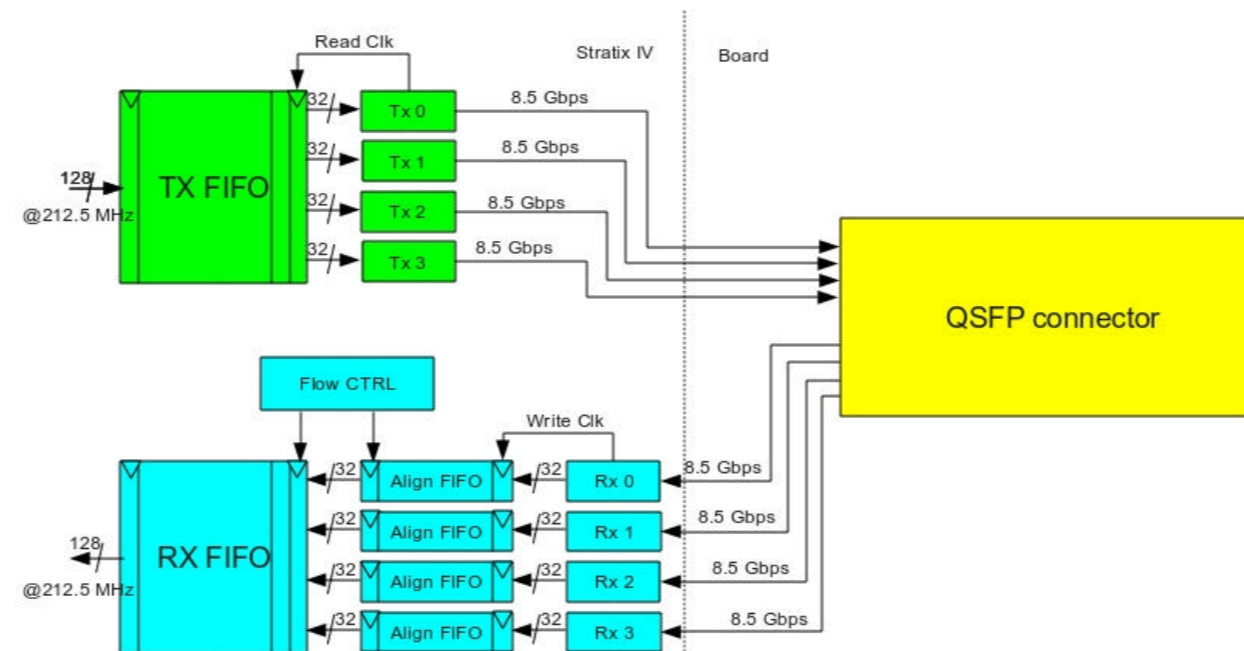 Read Clk
Stratix IV
Board
32
Tx 0
8.5 Gbps
32
Tx 1
8.5 Gbps
128
@212.5 MHz
TX FIFO
32
Tx 2
8.5 Gbps
32
Tx 3
8.5 Gbps
QSFP connector
Flow CTRL
Write Clk
32
Align FIFO
32
Rx 0
8.5 Gbps
32
Align FIFO
32
Rx 1
8.5 Gbps
128
@212.5 MHz
RX FIFO
32
Align FIFO
32
Rx 2
8.5 Gbps
32
Align FIFO
32
Rx 3
8.5 Gbps